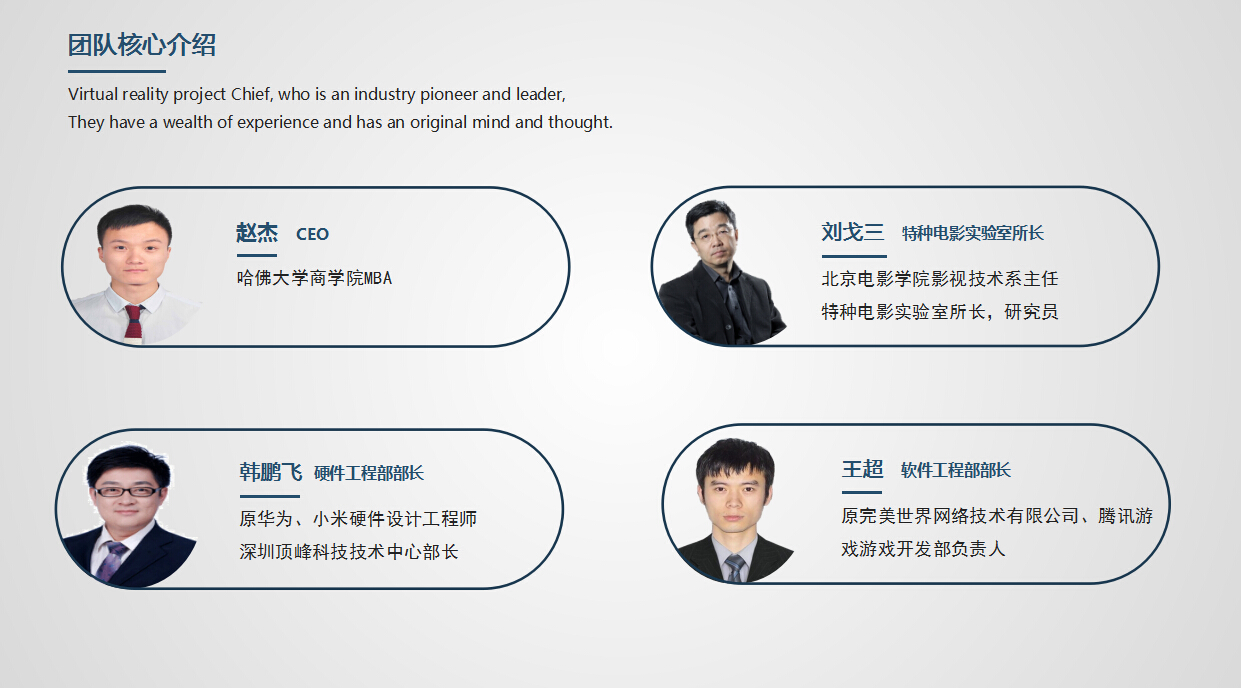 团队核心介绍
Virtual reality project Chief, who is an industry pioneer and leader,
They have a wealth of experience and has an original mind and thought.
赵杰 CEO
哈佛大学商学院MBA
刘戈三 特种电影实验室所长
北京电影学院影视技术系主任
特种电影实验室所长，研究员
韩鹏飞 硬件工程部部长
原华为、小米硬件设计工程师
深圳顶峰科技技术中心部长
王超 软件工程部部长
原完美世界网络技术有限公司、腾讯游
戏游戏开发部负责人